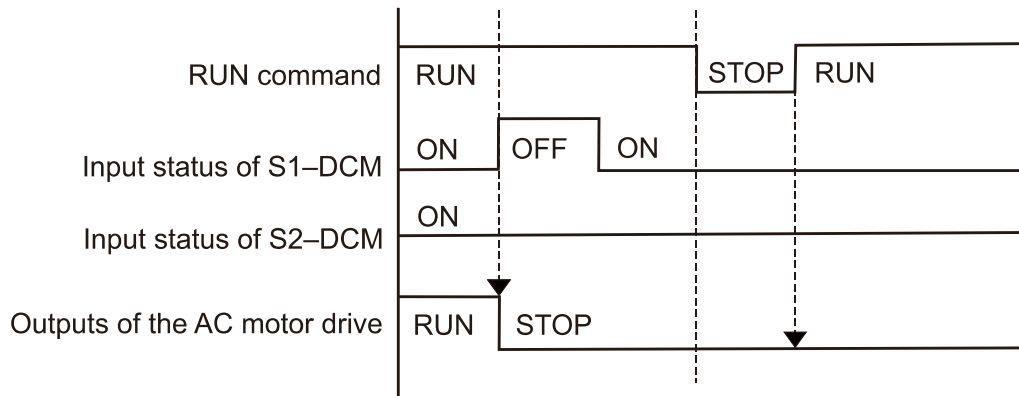 RUN command
RUN
STOP
RUN
Input status of S1–DCM
ON
OFF
ON
Input status of S2–DCM
ON
Outputs of the AC motor drive
RUN
STOP